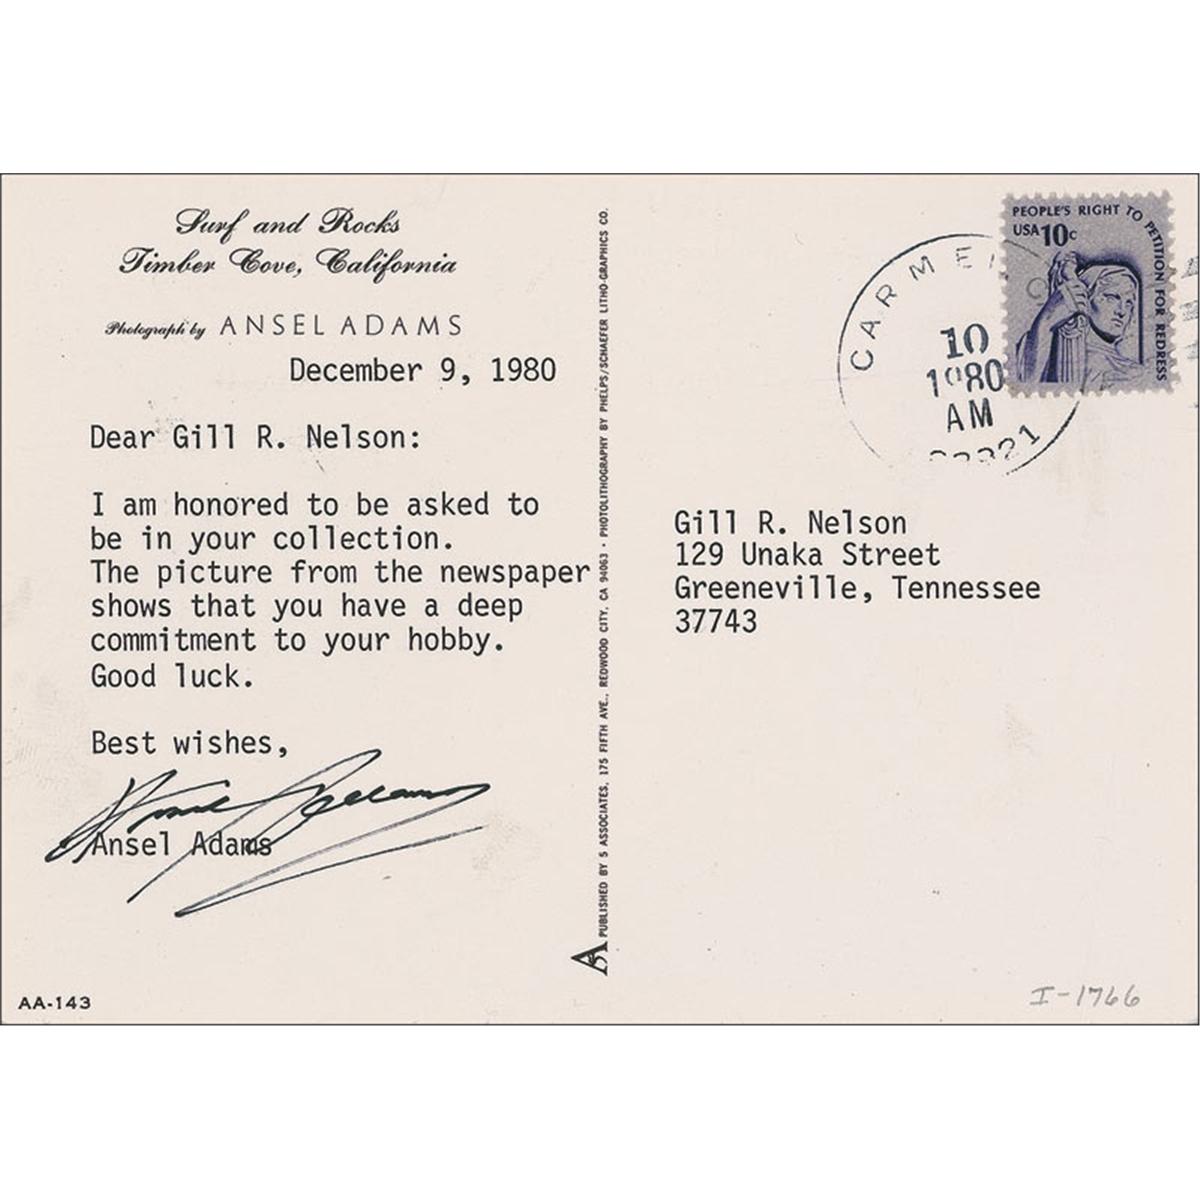 Surf and Rocks
Timber Cove, California
Photograph by ANSEL ADAMS
December 9, 1980
Dear Gill R. Nelson:
I am honored to be asked to
be in your collection.
The picture from the newspaper
shows that you have a deep
commitment to your hobby.
Good luck.
Best wishes,
Ansel Adams
Ansel Adams
AA-143
PUBLISHED BY 5 ASSOCIATES, 175 FIFTH AVE., REDWOOD CITY, CA 94063 • PHOTOLITHOGRAPHY BY PHELPS/SCHAEFER LITHO-GRAPHICS CO.
PEOPLE'S RIGHT TO PETITION FOR REDRESS
USA 10c
10
1980
AM
Gill R. Nelson
129 Unaka Street
Greeneville, Tennessee
37743
I-1766